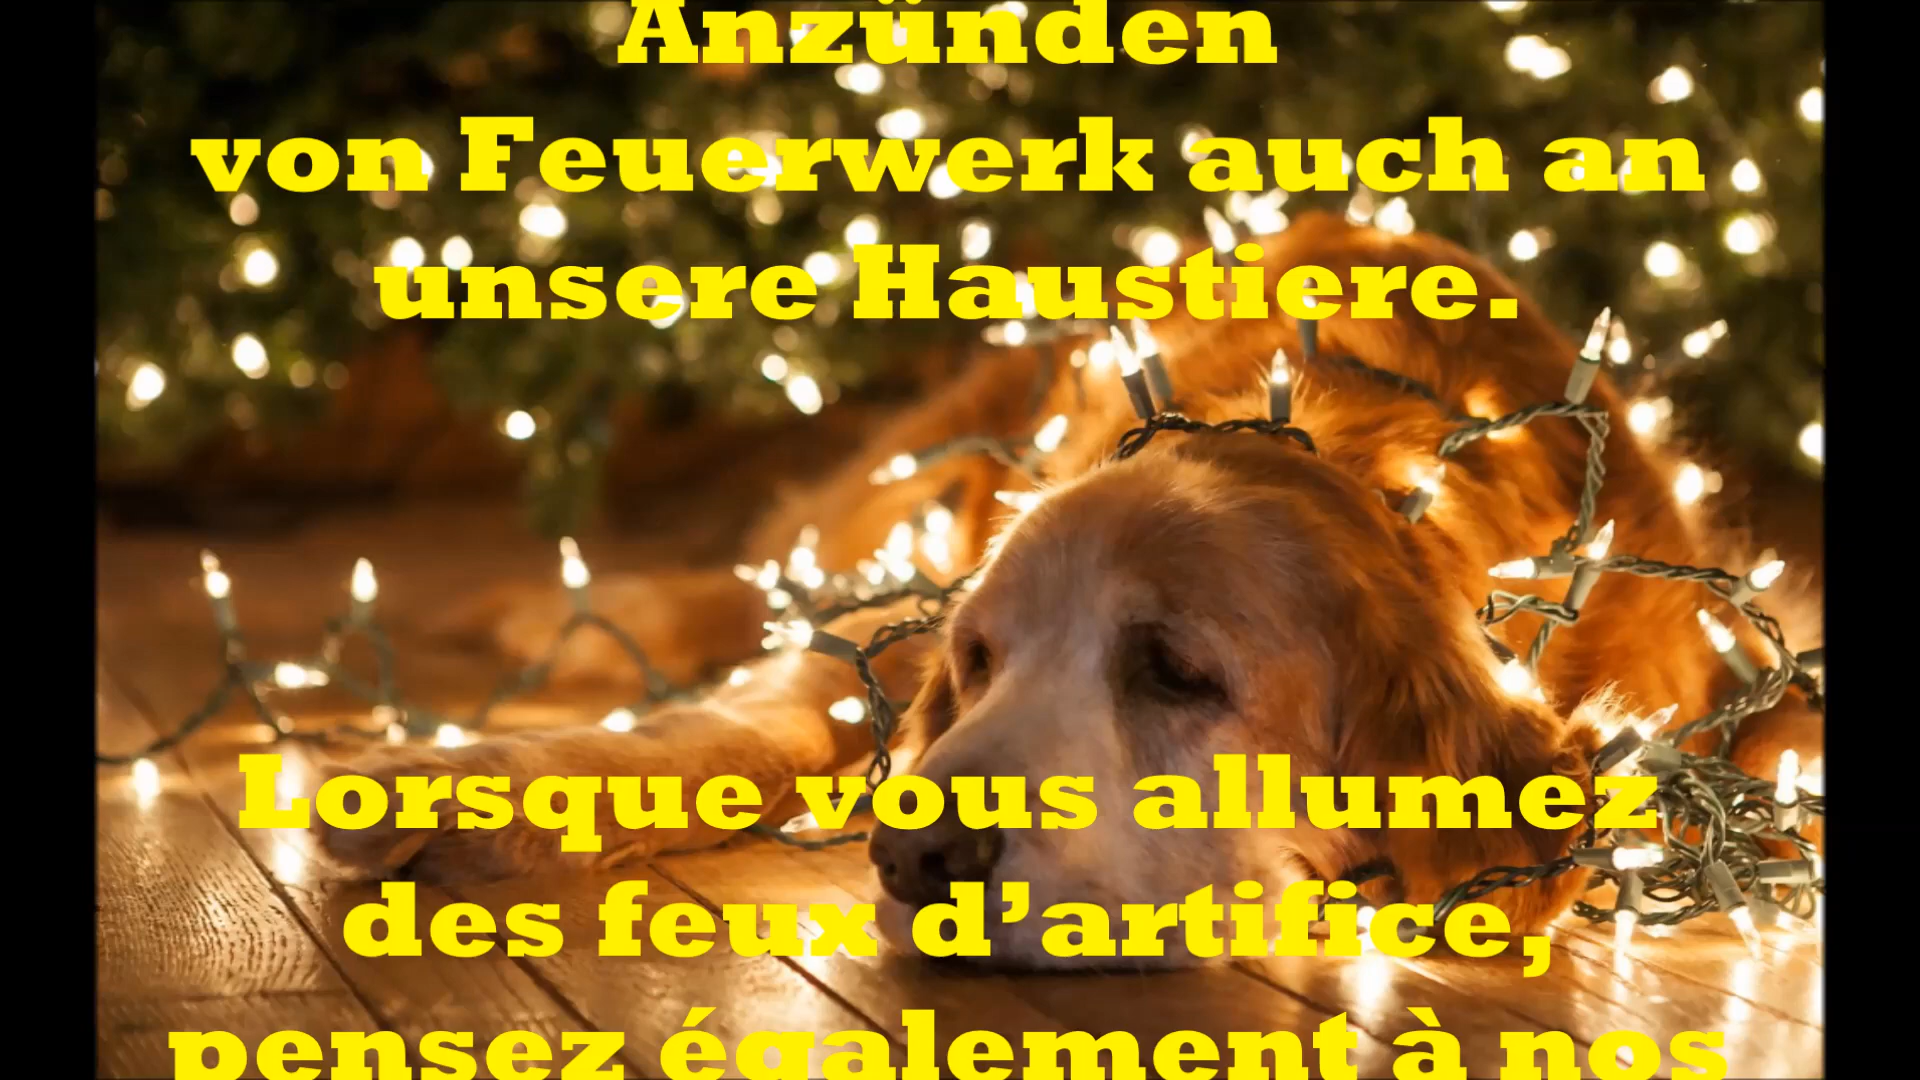 Anzünden
von Feuerwerk auch an
unsere Haustiere.
Lorsque vous allumez
des feux d’artifice,
pensez également à nos